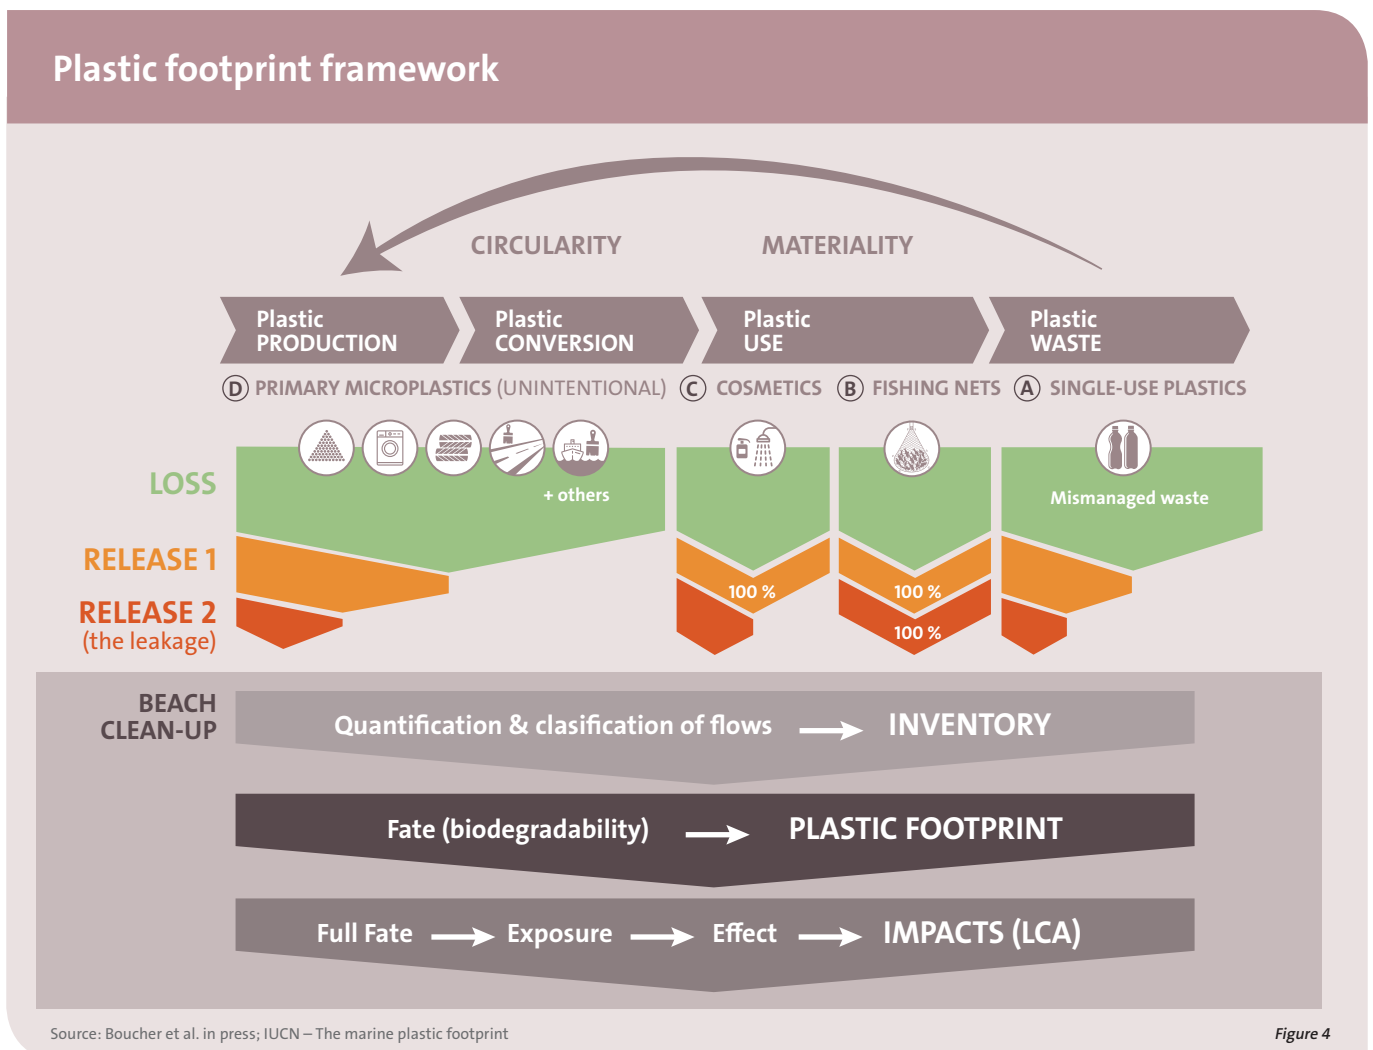 Plastic footprint framework
CIRCULARITY
MATERIALITY
Plastic
PRODUCTION
Plastic
CONVERSION
Plastic
USE
Plastic
WASTE
D PRIMARY MICROPLASTICS (UNINTENTIONAL)
C COSMETICS
B FISHING NETS
A SINGLE-USE PLASTICS
LOSS
+ others
Mismanaged waste
RELEASE 1
100 %
100 %
RELEASE 2
(the leakage)
100 %
BEACH
CLEAN-UP
Quantification & clasification of flows
INVENTORY
Fate (biodegradability)
PLASTIC FOOTPRINT
Full Fate
Exposure
Effect
IMPACTS (LCA)
Source: Boucher et al. in press; IUCN – The marine plastic footprint
Figure 4